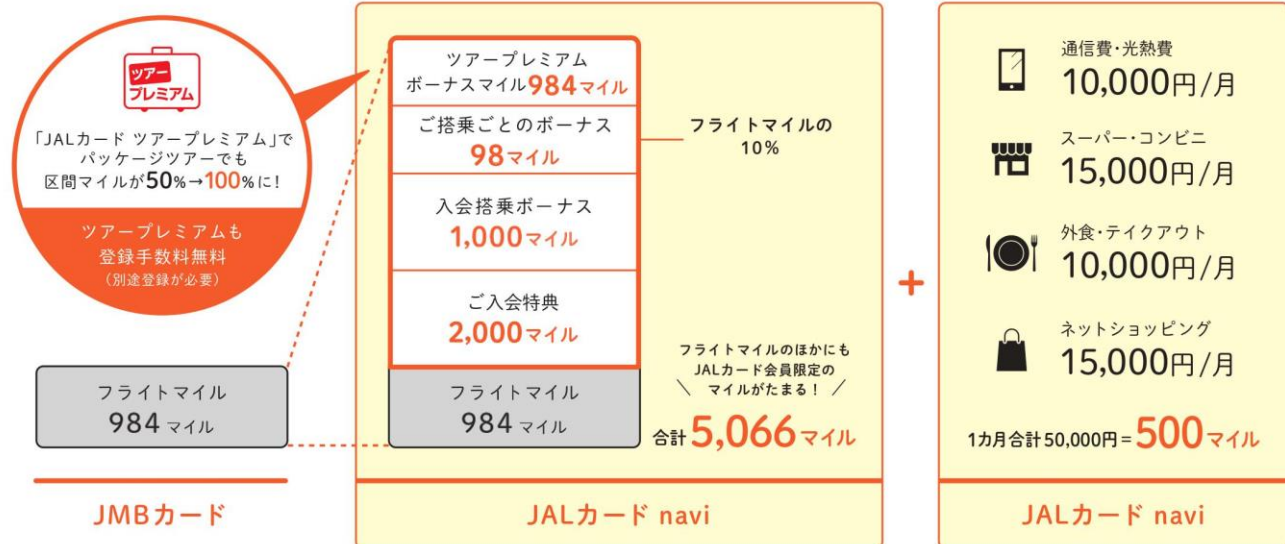 ツアー
プレミアム
「JALカード ツアープレミアム」で
パッケージツアーでも
区間マイルが50%→100%に!
ツアープレミアムも
登録手数料無料
(別途登録が必要)
フライトマイル
984 マイル
JMBカード
ツアープレミアム
ボーナスマイル984マイル
ご搭乗ごとのボーナス
98マイル
入会搭乗ボーナス
1,000マイル
ご入会特典
2,000マイル
フライトマイル
984 マイル
フライトマイルの
10%
フライトマイルのほかにも
JALカード会員限定の
\ マイルがたまる! /
合計5,066マイル
JALカード navi
+
通信費・光熱費
10,000円/月
スーパー・コンビニ
15,000円/月
外食・テイクアウト
10,000円/月
ネットショッピング
15,000円/月
1カ月合計50,000円=500マイル
JALカード navi